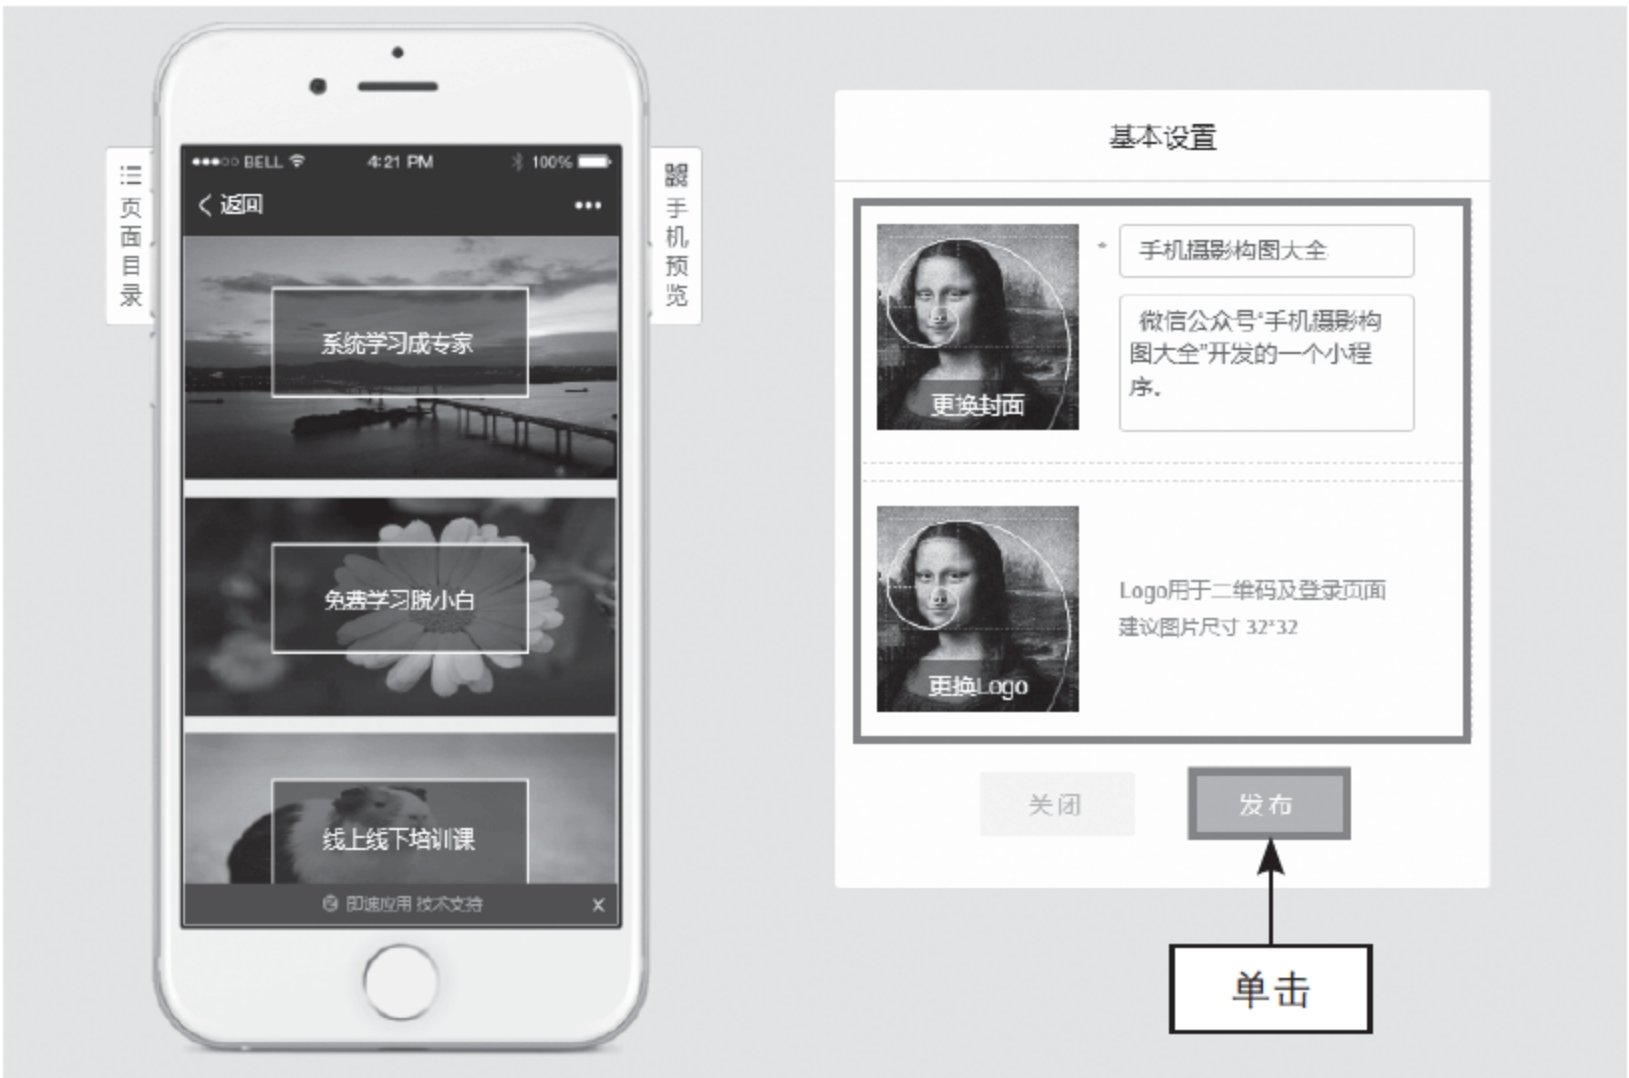 页面目录
●●●○○ BELL 4:21 PM 100%
返回 •••
系统学习成专家
免费学习脱小白
线上线下培训课
即速应用 技术支持 ×
手机预览
基本设置
更换封面
* 手机摄影构图大全
微信公众号“手机摄影构
图大全”开发的一个小程
序。
更换Logo
Logo用于二维码及登录页面
建议图片尺寸 32*32
关闭 发布
单击